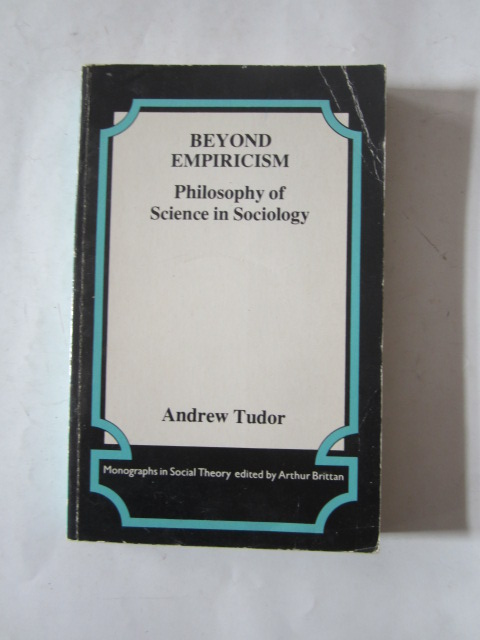 BEYOND
EMPIRICISM
Philosophy of
Science in Sociology
Andrew Tudor
Monographs in Social Theory edited by Arthur Brittan